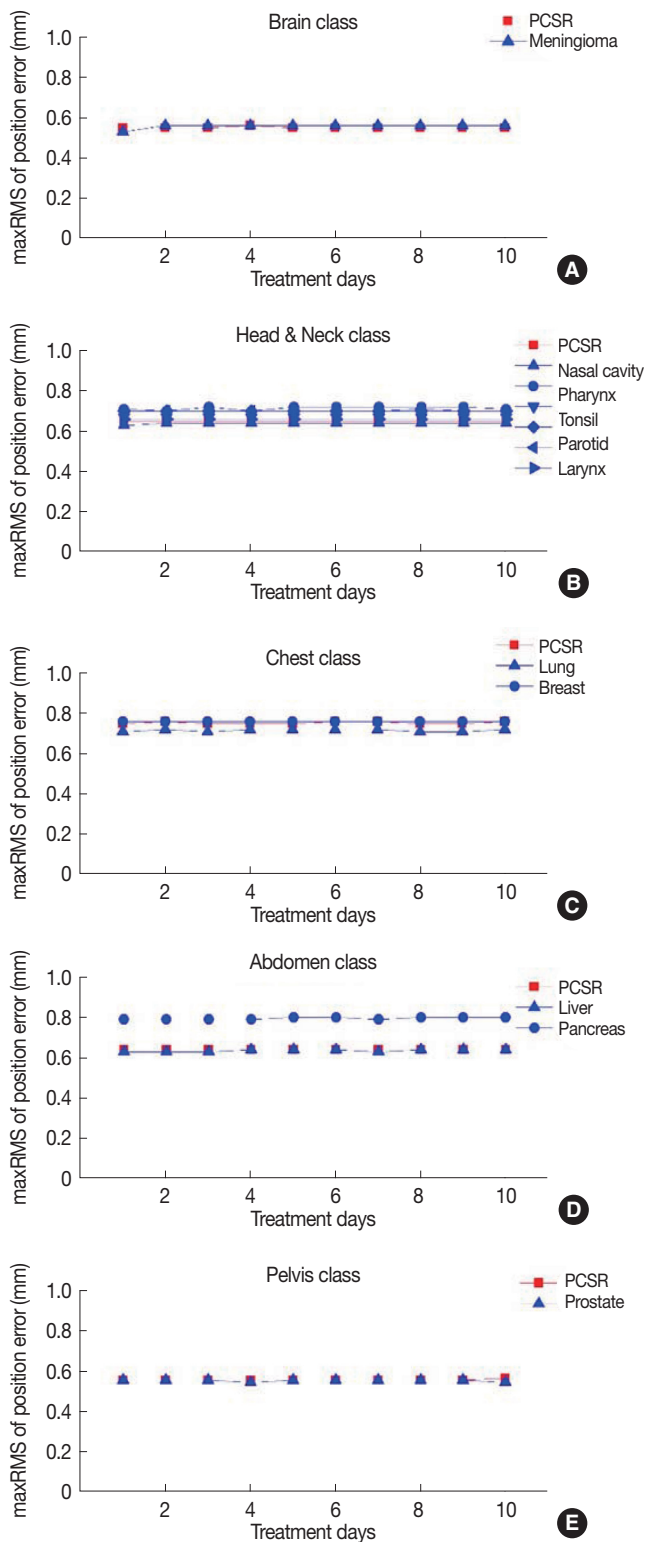 Brain class
PCSR
Meningioma
maxRMS of position error (mm)
1.0
0.8
0.6
0.4
0.2
0
2 4 6 8 10
Treatment days
A
Head & Neck class
PCSR
Nasal cavity
Pharynx
Tonsil
Parotid
Larynx
maxRMS of position error (mm)
1.0
0.8
0.6
0.4
0.2
0
2 4 6 8 10
Treatment days
B
Chest class
PCSR
Lung
Breast
maxRMS of position error (mm)
1.0
0.8
0.6
0.4
0.2
0
2 4 6 8 10
Treatment days
C
Abdomen class
PCSR
Liver
Pancreas
maxRMS of position error (mm)
1.0
0.8
0.6
0.4
0.2
0
2 4 6 8 10
Treatment days
D
Pelvis class
PCSR
Prostate
maxRMS of position error (mm)
1.0
0.8
0.6
0.4
0.2
0
2 4 6 8 10
Treatment days
E